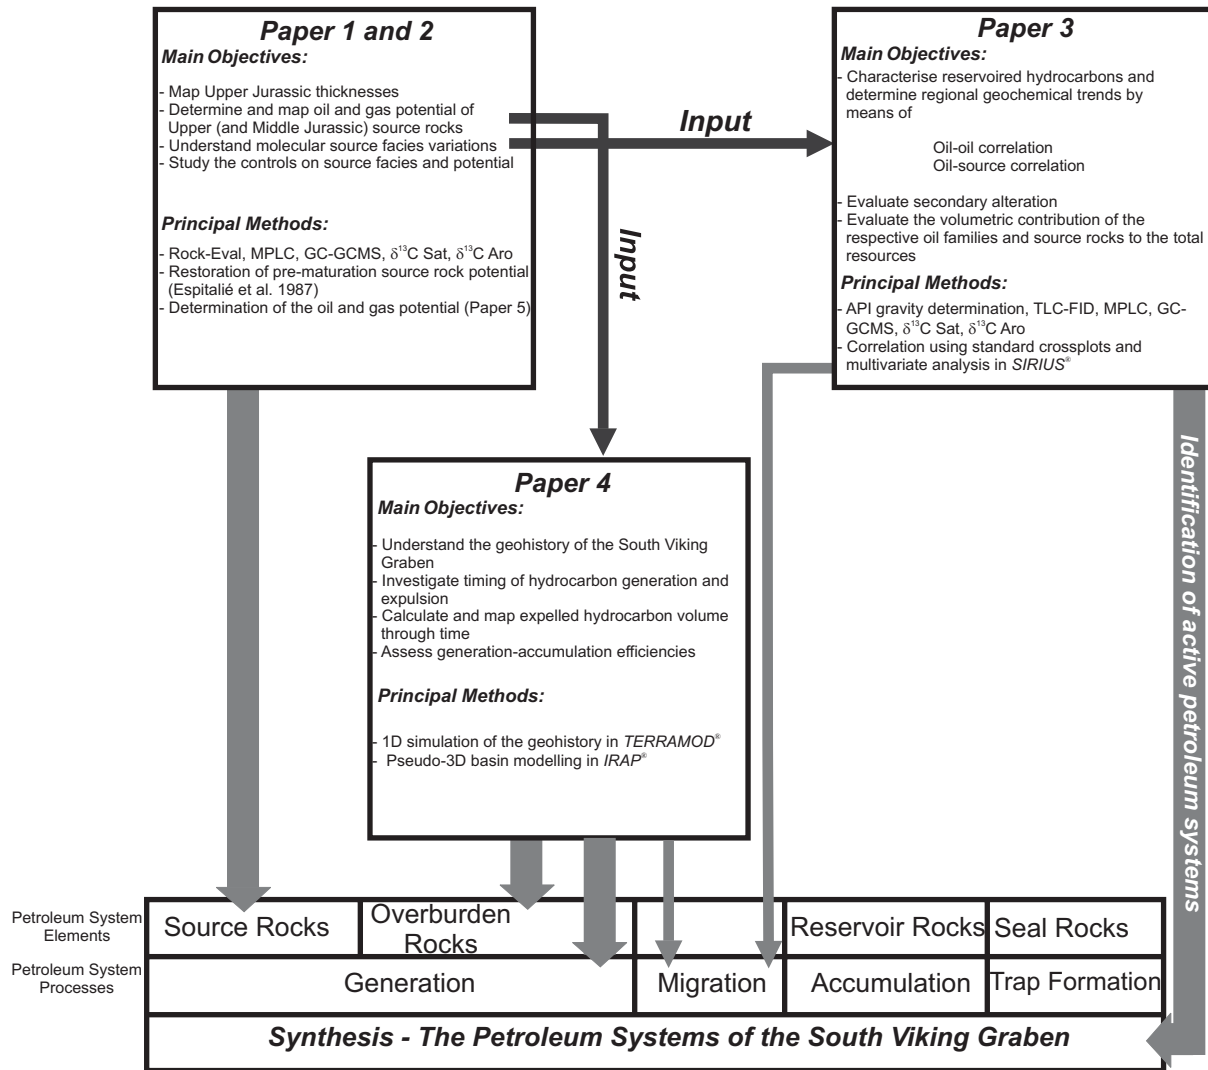 Paper 1 and 2
Main Objectives:
- Map Upper Jurassic thicknesses
- Determine and map oil and gas potential of
Upper (and Middle Jurassic) source rocks
- Understand molecular source facies variations
- Study the controls on source facies and potential
Principal Methods:
- Rock-Eval, MPLC, GC-GCMS, δ¹³C Sat, δ¹³C Aro
- Restoration of pre-maturation source rock potential
(Espitalié et al. 1987)
- Determination of the oil and gas potential (Paper 5)
Input
Input
Paper 3
Main Objectives:
- Characterise reservoired hydrocarbons and
determine regional geochemical trends by
means of
Oil-oil correlation
Oil-source correlation
- Evaluate secondary alteration
- Evaluate the volumetric contribution of the
respective oil families and source rocks to the total
resources
Principal Methods:
- API gravity determination, TLC-FID, MPLC, GC-
GCMS, δ¹³C Sat, δ¹³C Aro
- Correlation using standard crossplots and
multivariate analysis in SIRIUS®
Identification of active petroleum systems
Paper 4
Main Objectives:
- Understand the geohistory of the South Viking
Graben
- Investigate timing of hydrocarbon generation and
expulsion
- Calculate and map expelled hydrocarbon volume
through time
- Assess generation-accumulation efficiencies
Principal Methods:
- 1D simulation of the geohistory in TERRAMOD®
- Pseudo-3D basin modelling in IRAP®
Petroleum System
Elements
Source Rocks
Overburden
Rocks
Reservoir Rocks
Seal Rocks
Petroleum System
Processes
Generation
Migration
Accumulation
Trap Formation
Synthesis - The Petroleum Systems of the South Viking Graben